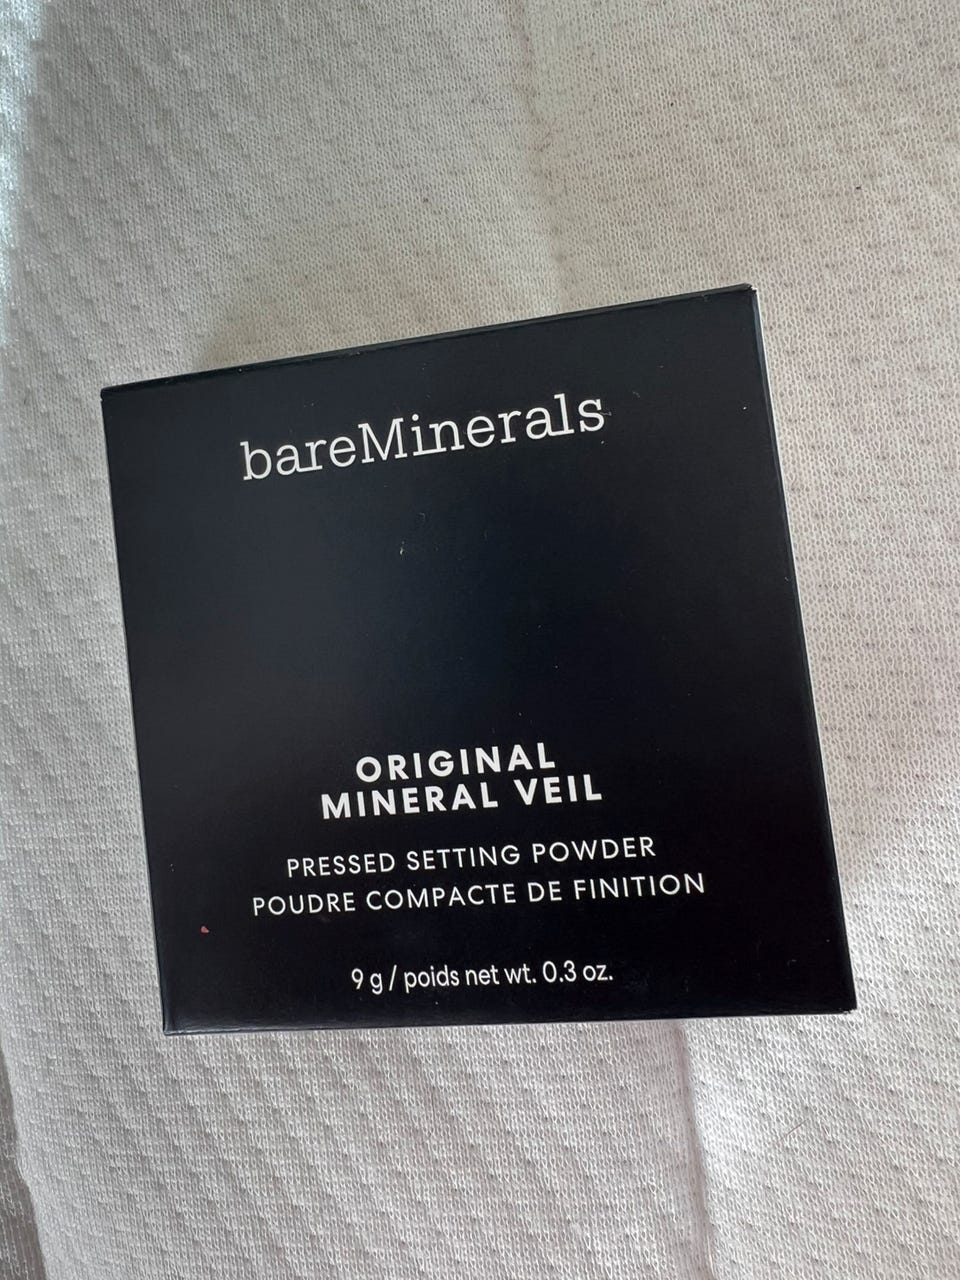 bareMinerals
ORIGINAL
MINERAL VEIL
PRESSED SETTING POWDER
POUDRE COMPACTE DE FINITION
9 g / poids net wt. 0.3 oz.